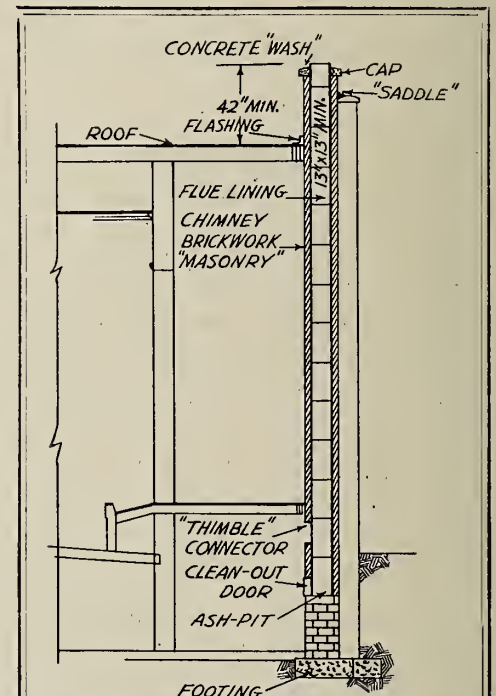 CONCRETE "WASH"
CAP
"SADDLE"
42" MIN.
FLASHING
ROOF
13" x 13" MIN.
FLUE LINING
CHIMNEY
BRICKWORK
"MASONRY"
"THIMBLE"
CONNECTOR
CLEAN-OUT
DOOR
ASH-PIT
FOOTING